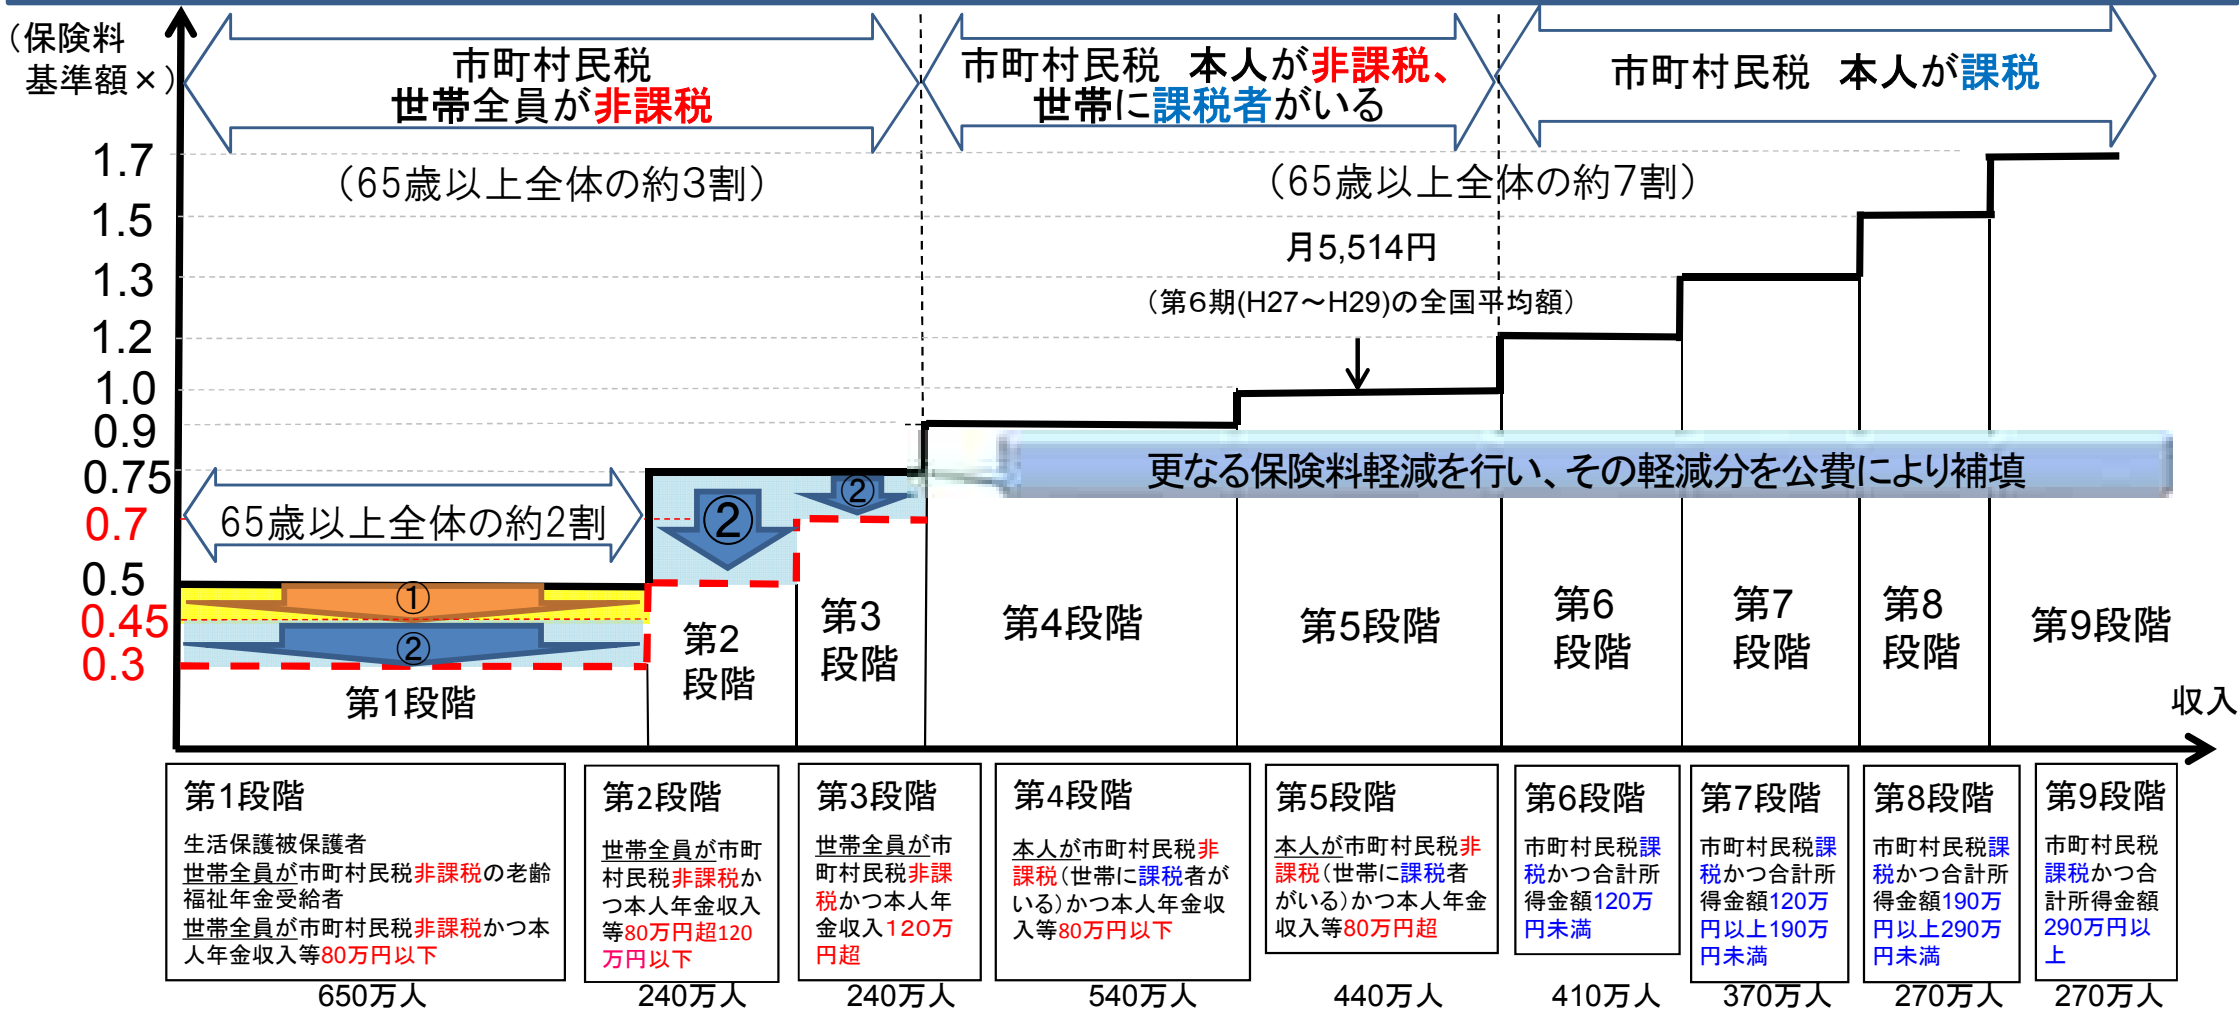 (保険料
基準額×)
市町村民税
世帯全員が非課税
市町村民税 本人が非課税、
世帯に課税者がいる
市町村民税 本人が課税
(65歳以上全体の約3割)
(65歳以上全体の約7割)
1.7
1.5
1.3
1.2
1.0
0.9
0.75
0.7
0.5
0.45
0.3
月5,514円
(第6期(H27～H29)の全国平均額)
更なる保険料軽減を行い、その軽減分を公費により補填
65歳以上全体の約2割
①
②
②
②
第1段階
第2
段階
第3
段階
第4段階
第5段階
第6
段階
第7
段階
第8
段階
第9段階
収入
第1段階
生活保護被保護者
世帯全員が市町村民税非課税の老齢
福祉年金受給者
世帯全員が市町村民税非課税かつ本
人年金収入等80万円以下
650万人
第2段階
世帯全員が市町
村民税非課税か
つ本人年金収入
等80万円超120
万円以下
240万人
第3段階
世帯全員が市
町村民税非課
税かつ本人年
金収入120万
円超
240万人
第4段階
本人が市町村民税非
課税(世帯に課税者が
いる)かつ本人年金収
入等80万円以下
540万人
第5段階
本人が市町村民税非
課税(世帯に課税者
がいる)かつ本人年金
収入等80万円超
440万人
第6段階
市町村民税課
税かつ合計所
得金額120万
円未満
410万人
第7段階
市町村民税課
税かつ合計所
得金額120万
円以上190万
円未満
370万人
第8段階
市町村民税課
税かつ合計所
得金額190万
円以上290万
円未満
270万人
第9段階
市町村民税
課税かつ合
計所得金額
290万円以
上
270万人